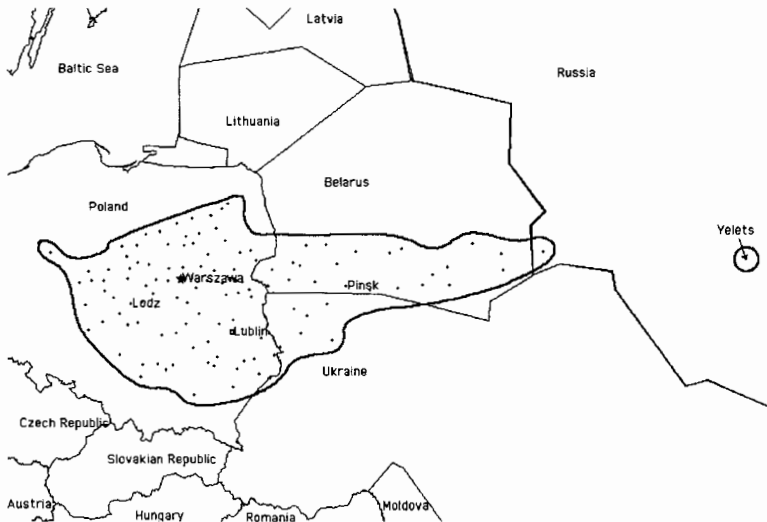 Latvia
Baltic Sea
Russia
Lithuania
Belarus
Poland
Yelets
Warszawa
Pinsk
Lodz
Lublin
Ukraine
Czech Republic
Slovakian Republic
Austria
Hungary
Romania
Moldova